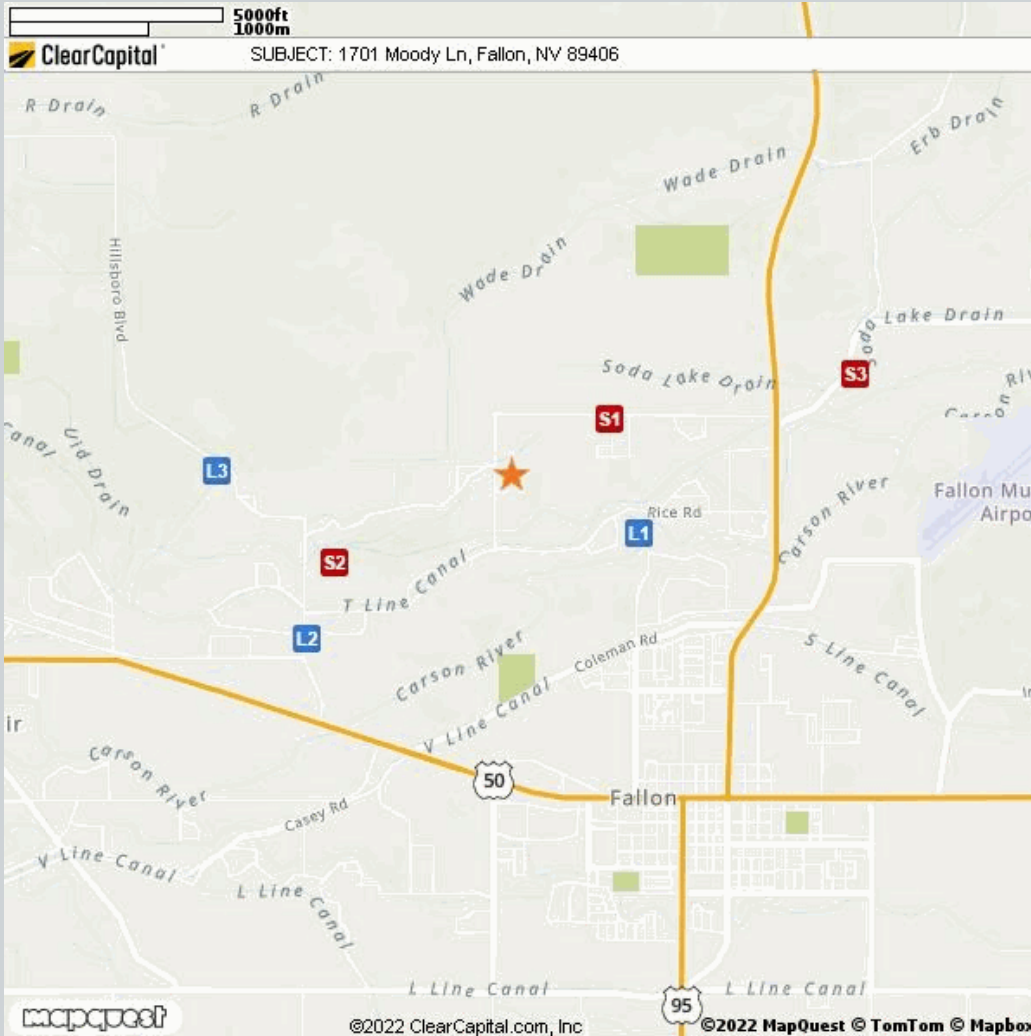 5000ft
1000m
ClearCapital
SUBJECT: 1701 Moody Ln, Fallon, NV 89406
R Drain
R Drain
Erb Drain
Wade Drain
Hillsboro Blvd
Wade Drain
Soda Lake Drain
Soda Lake Drain
S3
Carson
S1
Canal
Uid Drain
L3
Carson River
Fallon Mu
Airpo
Rice Rd
L1
S2
T Line Canal
L2
Carson River
Coleman Rd
S Line Canal
V Line Canal
ir
Carson River
50
Fallon
Casey Rd
V Line Canal
L Line Canal
L Line Canal
95
L Line Canal
mapquest
©2022 ClearCapital.com, Inc
©2022 MapQuest © TomTom © Mapbox